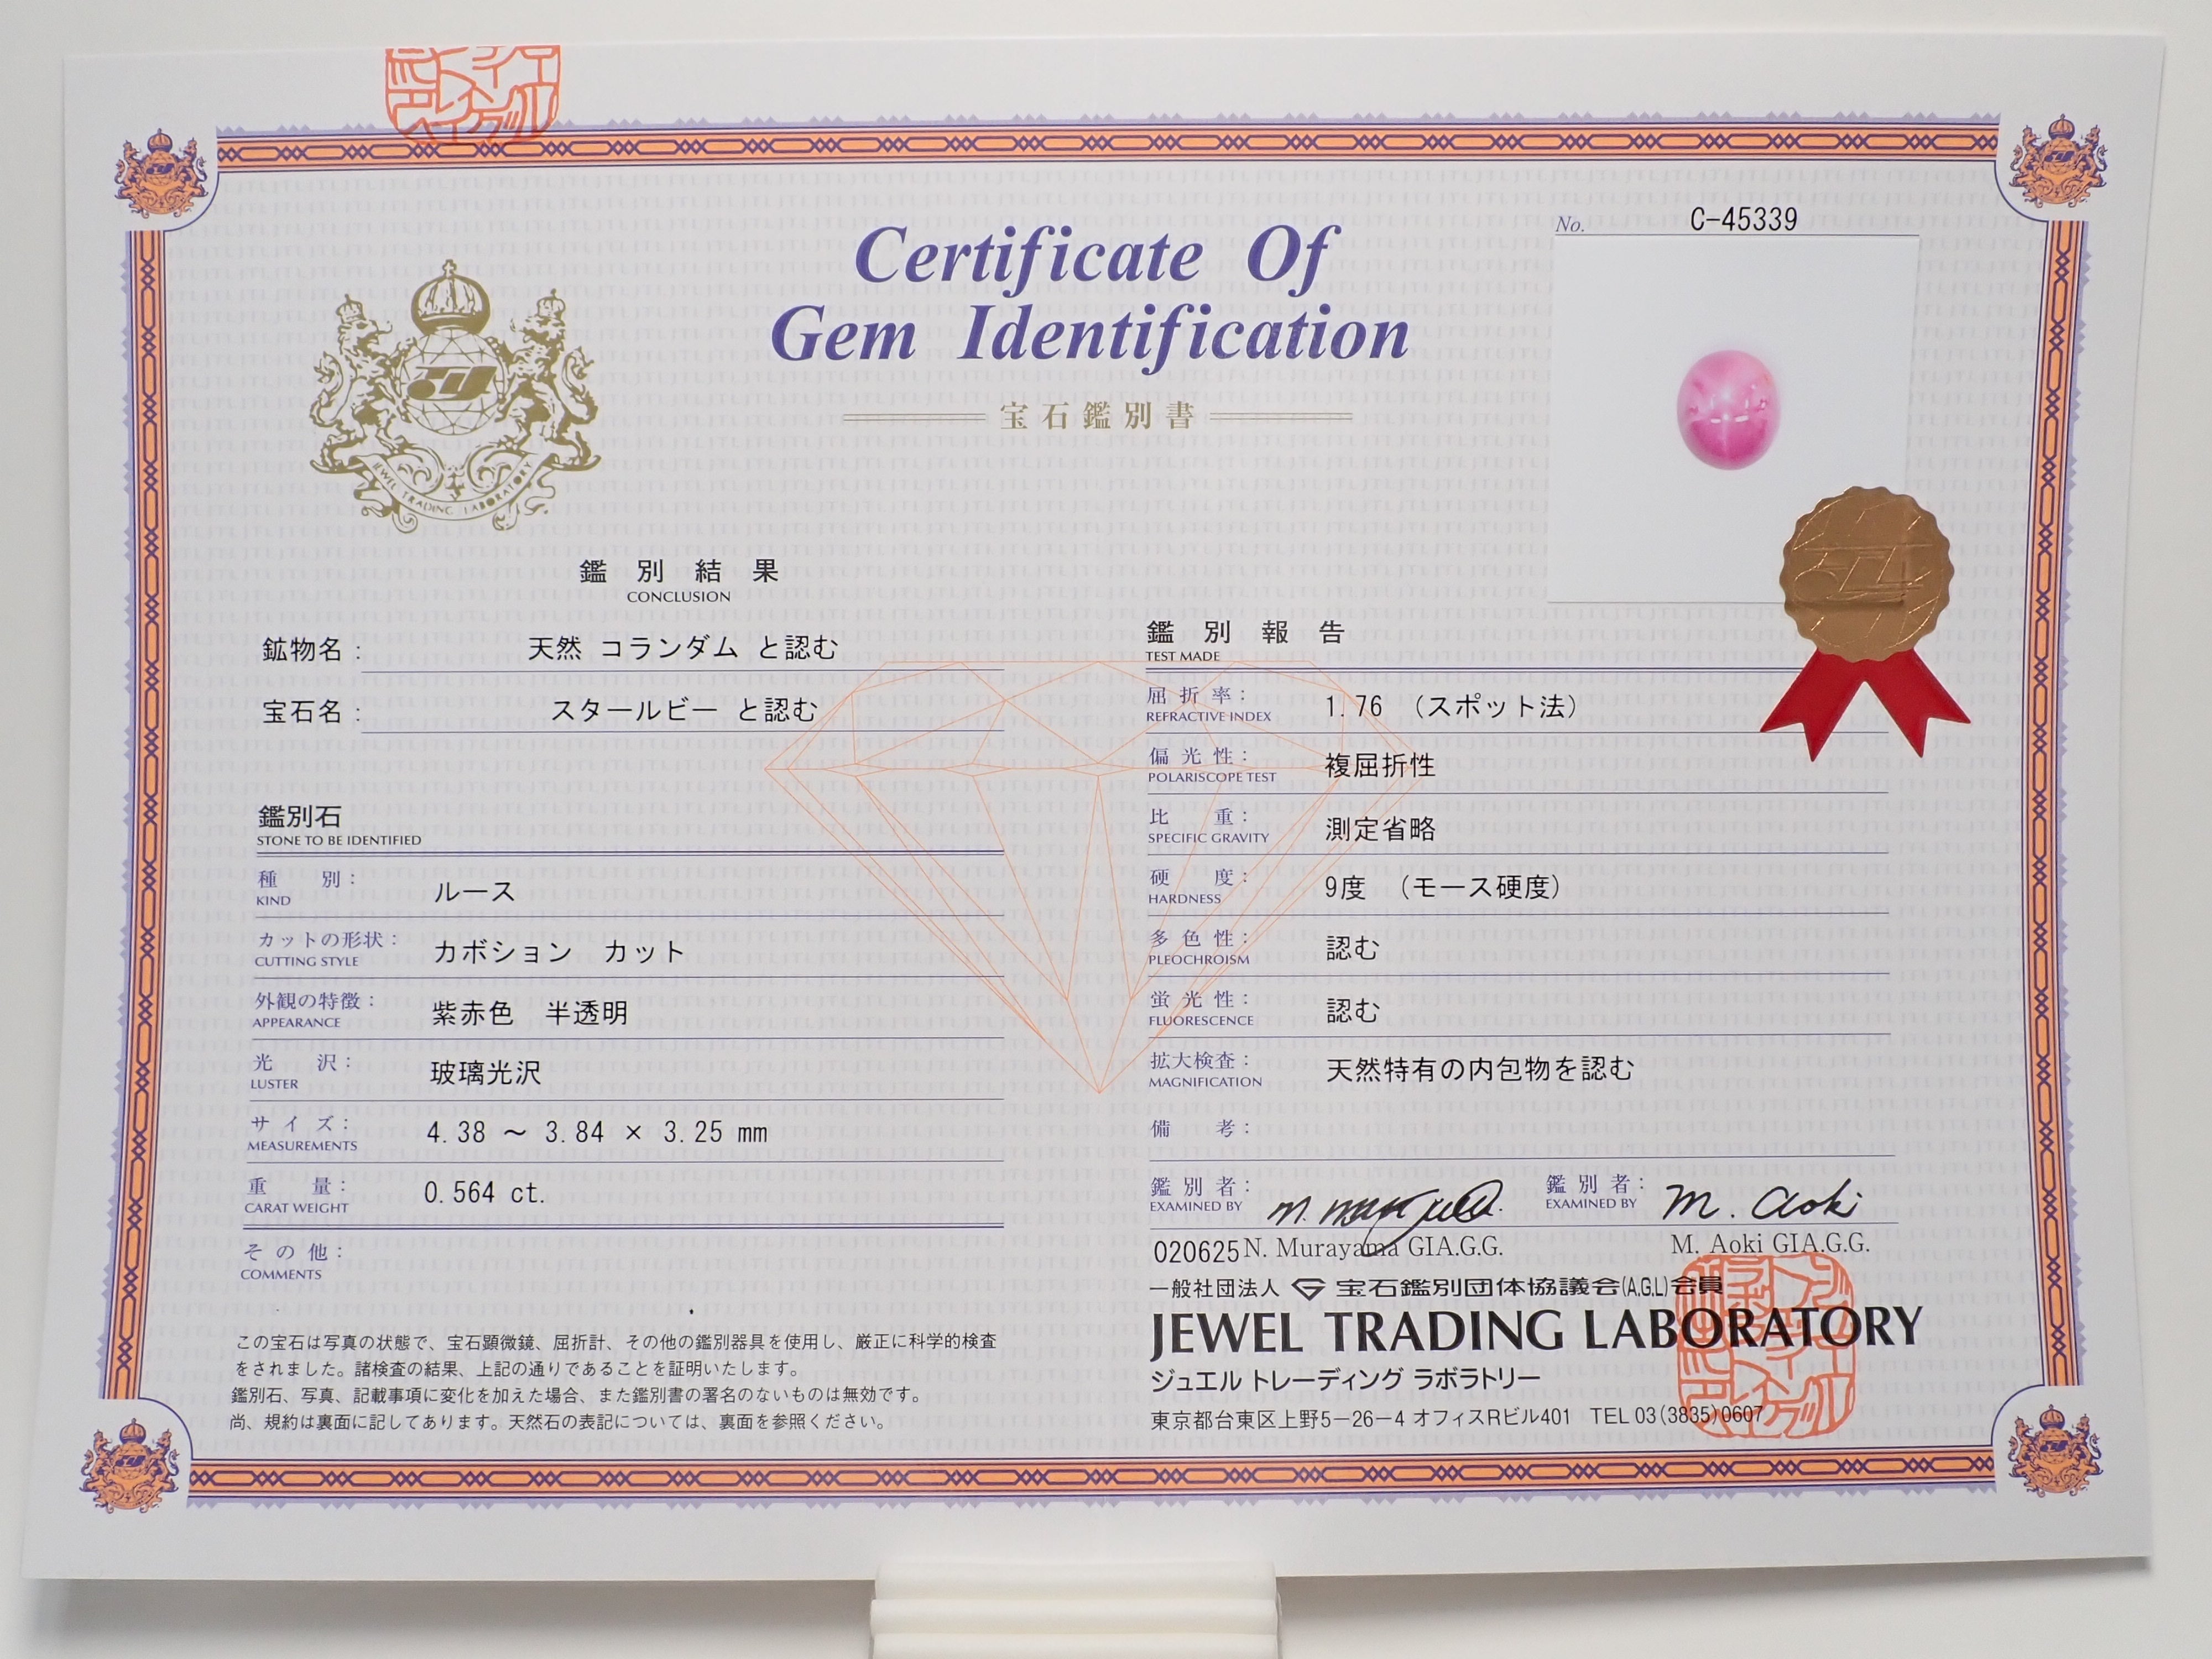 No. C-45339
Certificate Of
Gem Identification
宝石鑑別書
JEWEL TRADING LABORATORY
鑑別結果
CONCLUSION
鉱物名: 天然 コランダム と認む
宝石名: スタールビー と認む
鑑別石
STONE TO BE IDENTIFIED
種別: ルース
KIND
カットの形状: カボション カット
CUTTING STYLE
外観の特徴: 紫赤色 半透明
APPEARANCE
光沢: 玻璃光沢
LUSTER
サイズ: 4.38 ~ 3.84 × 3.25 mm
MEASUREMENTS
重量: 0.564 ct.
CARAT WEIGHT
その他:
COMMENTS
この宝石は写真の状態で、宝石顕微鏡、屈折計、その他の鑑別器具を使用し、厳正に科学的検査
をされました。諸検査の結果、上記の通りであることを証明いたします。
鑑別石、写真、記載事項に変化を加えた場合、また鑑別書の署名のないものは無効です。
尚、規約は裏面に記してあります。天然石の表記については、裏面を参照ください。
鑑別報告
TEST MADE
屈折率: 1.76 (スポット法)
REFRACTIVE INDEX
偏光性: 複屈折性
POLARISCOPE TEST
比重: 測定省略
SPECIFIC GRAVITY
硬度: 9度 (モース硬度)
HARDNESS
多色性: 認む
PLEOCHROISM
蛍光性: 認む
FLUORESCENCE
拡大検査: 天然特有の内包物を認む
MAGNIFICATION
備考:
鑑別者: 鑑別者: M. Aoki
EXAMINED BY EXAMINED BY
020625 N. Murayama GIA.G.G. M. Aoki GIA.G.G.
一般社団法人 宝石鑑別団体協議会(A.G.L)会員
JEWEL TRADING LABORATORY
ジュエル トレーディング ラボラトリー
東京都台東区上野5-26-4 オフィスRビル401 TEL 03(3835)0607